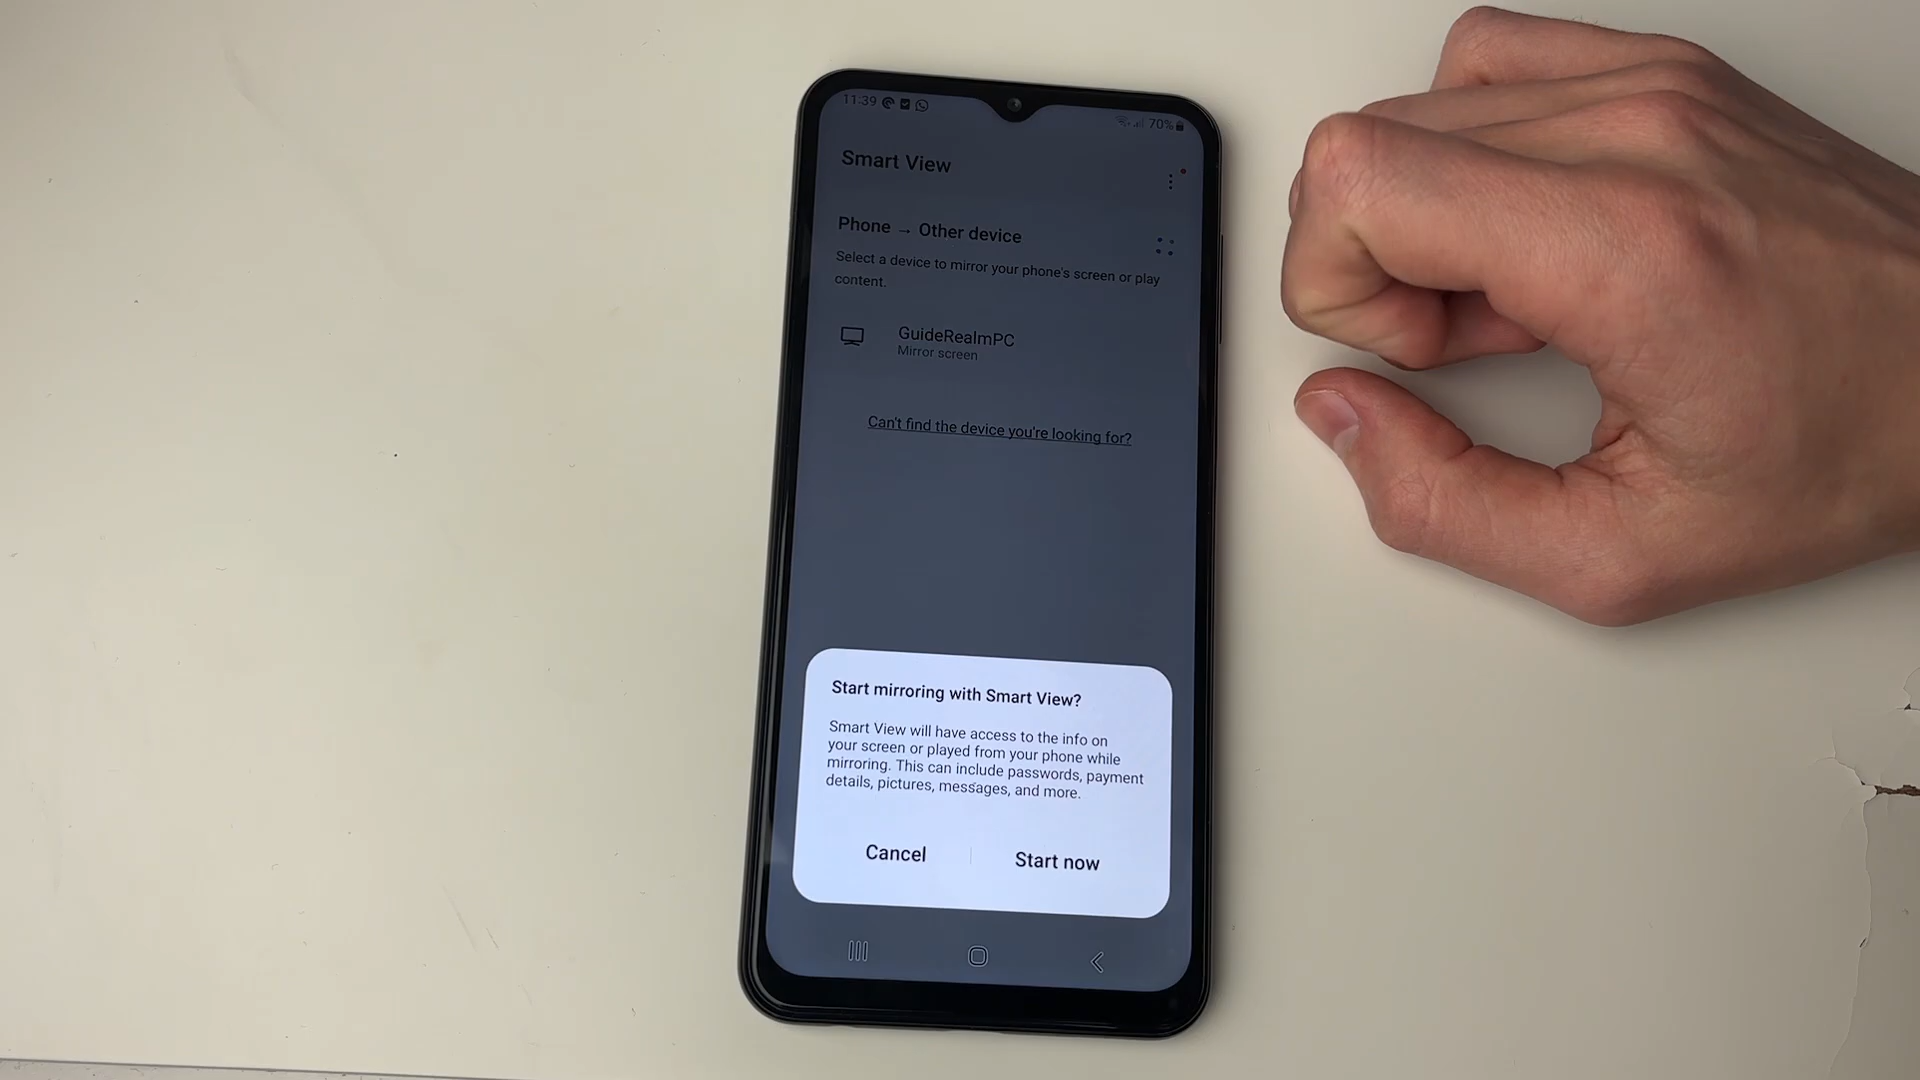 11:39
70%
Smart View
Phone → Other device
Select a device to mirror your phone's screen or play
content.
GuideRealmPC
Mirror screen
Can't find the device you're looking for?
Start mirroring with Smart View?
Smart View will have access to the info on
your screen or played from your phone while
mirroring. This can include passwords, payment
details, pictures, messages, and more.
Cancel
Start now